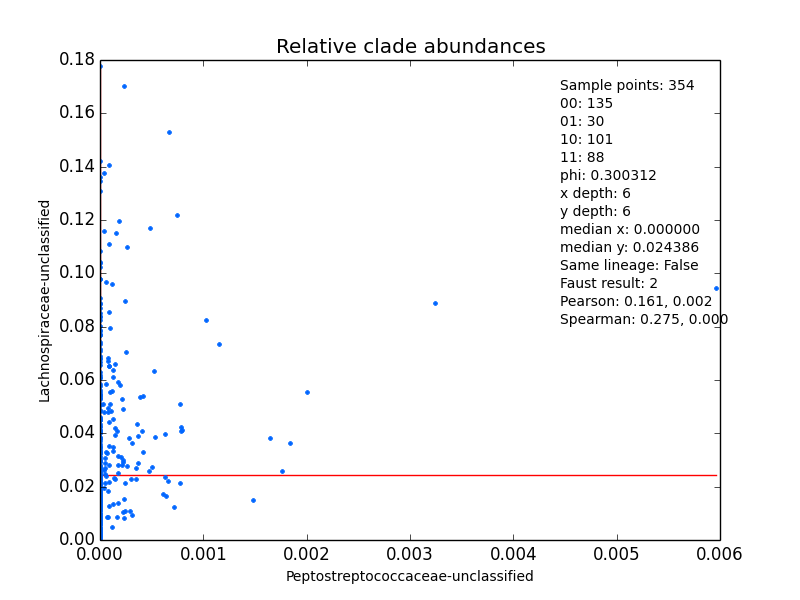 Relative clade abundances
Sample points: 354
00: 135
01: 30
10: 101
11: 88
phi: 0.300312
x depth: 6
y depth: 6
median x: 0.000000
median y: 0.024386
Same lineage: False
Faust result: 2
Pearson: 0.161, 0.002
Spearman: 0.275, 0.000
Lachnospiraceae-unclassified
0.18
0.16
0.14
0.12
0.10
0.08
0.06
0.04
0.02
0.00
0.000 0.001 0.002 0.003 0.004 0.005 0.006
Peptostreptococcaceae-unclassified